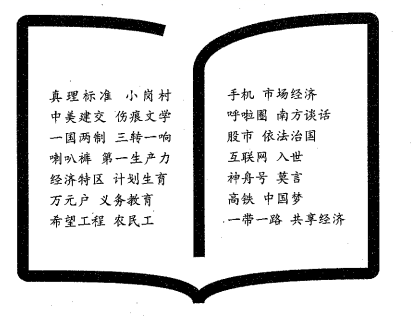 真理标准 小岗村
中美建交 伤痕文学
一国两制 三转一响
喇叭裤 第一生产力
经济特区 计划生育
万元户 义务教育
希望工程 农民工
手机 市场经济
呼啦圈 南方谈话
股市 依法治国
互联网 入世
神舟号 莫言
高铁 中国梦
一带一路 共享经济